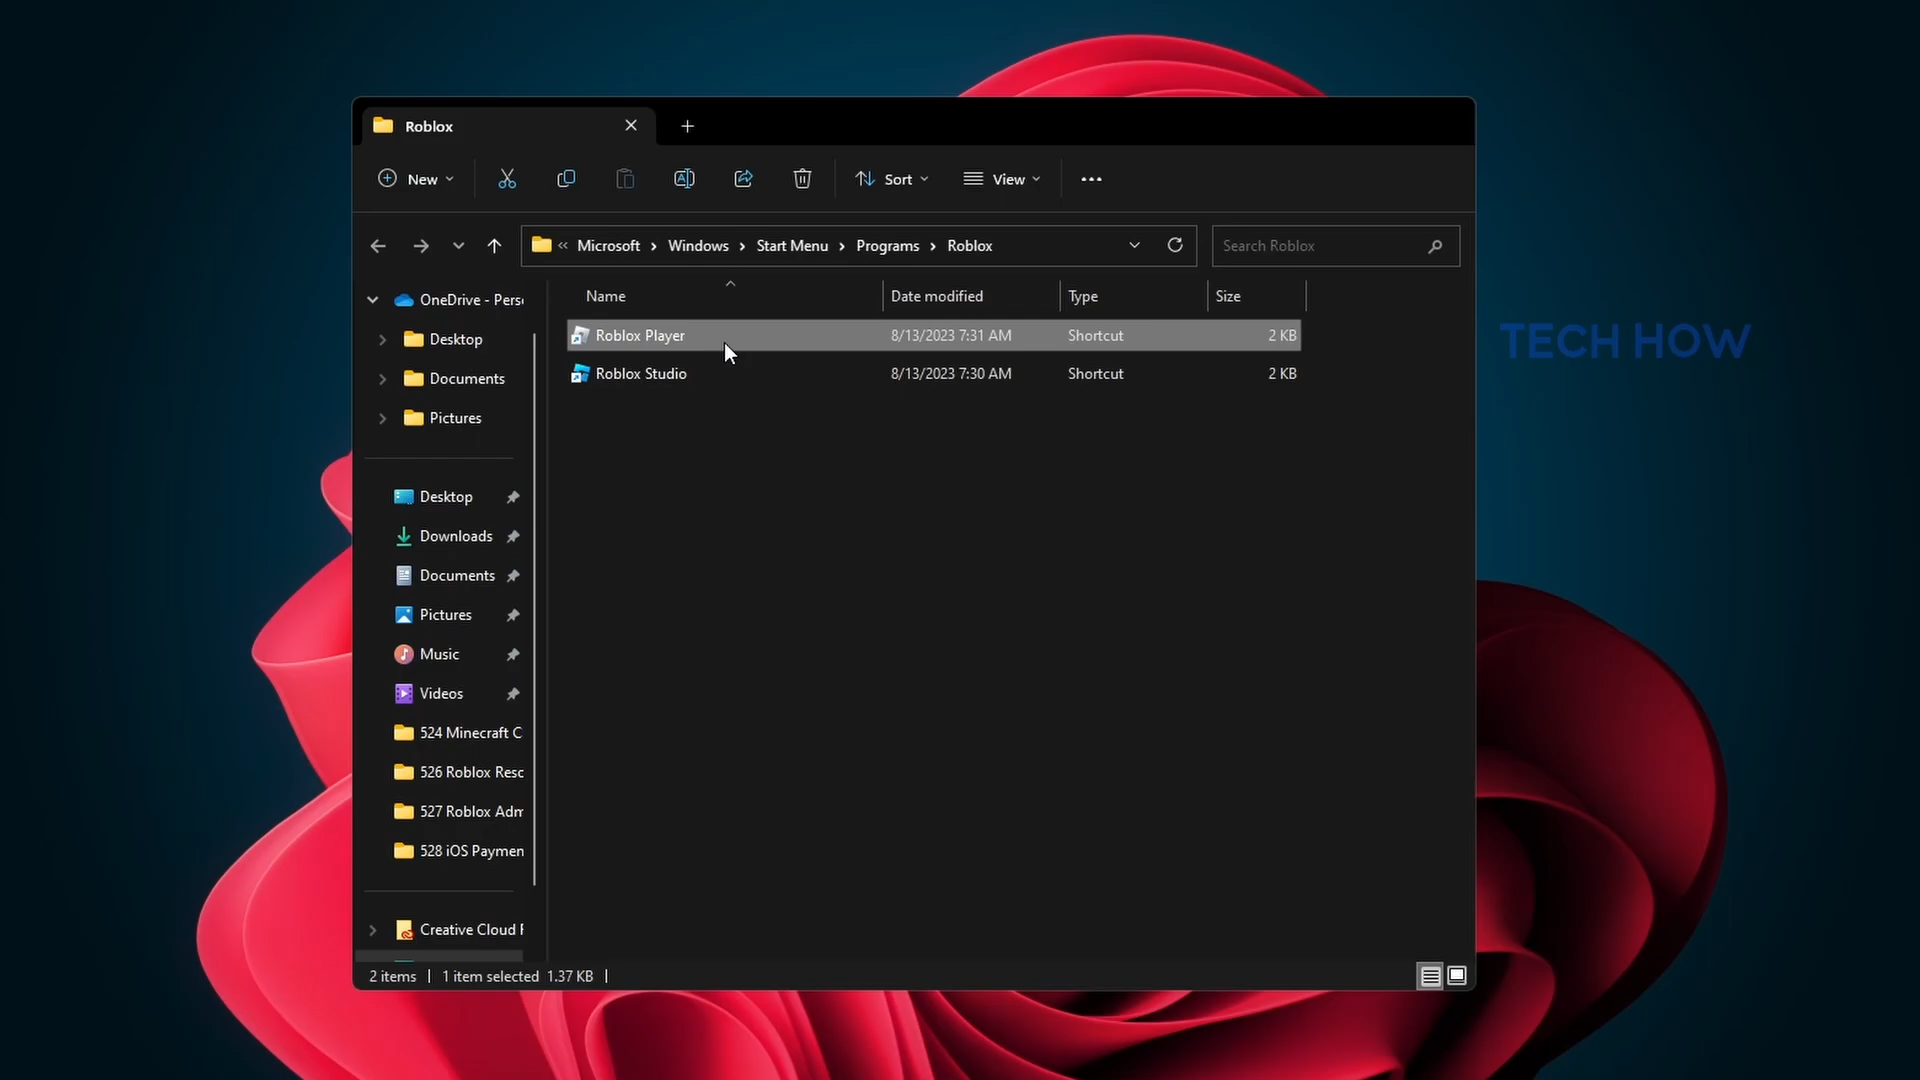 Roblox
New
Sort
View
Microsoft > Windows > Start Menu > Programs > Roblox
Search Roblox
Name
Date modified
Type
Size
Roblox Player 8/13/2023 7:31 AM Shortcut 2 KB
Roblox Studio 8/13/2023 7:30 AM Shortcut 2 KB
OneDrive - Perso
Desktop
Documents
Pictures
Desktop
Downloads
Documents
Pictures
Music
Videos
524 Minecraft C
526 Roblox Resc
527 Roblox Adm
528 iOS Paymen
Creative Cloud F
2 items | 1 item selected 1.37 KB |
TECH HOW